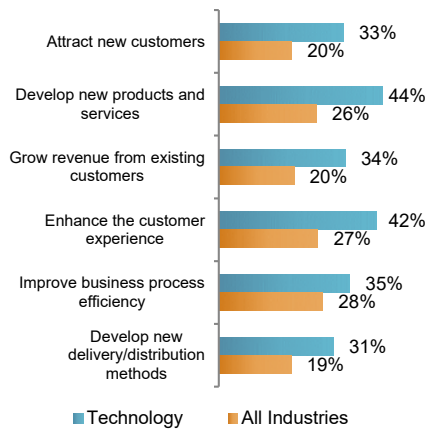 Attract new customers
33%
20%
Develop new products and
services
44%
26%
Grow revenue from existing
customers
34%
20%
Enhance the customer
experience
42%
27%
Improve business process
efficiency
35%
28%
Develop new
delivery/distribution
methods
31%
19%
Technology
All Industries